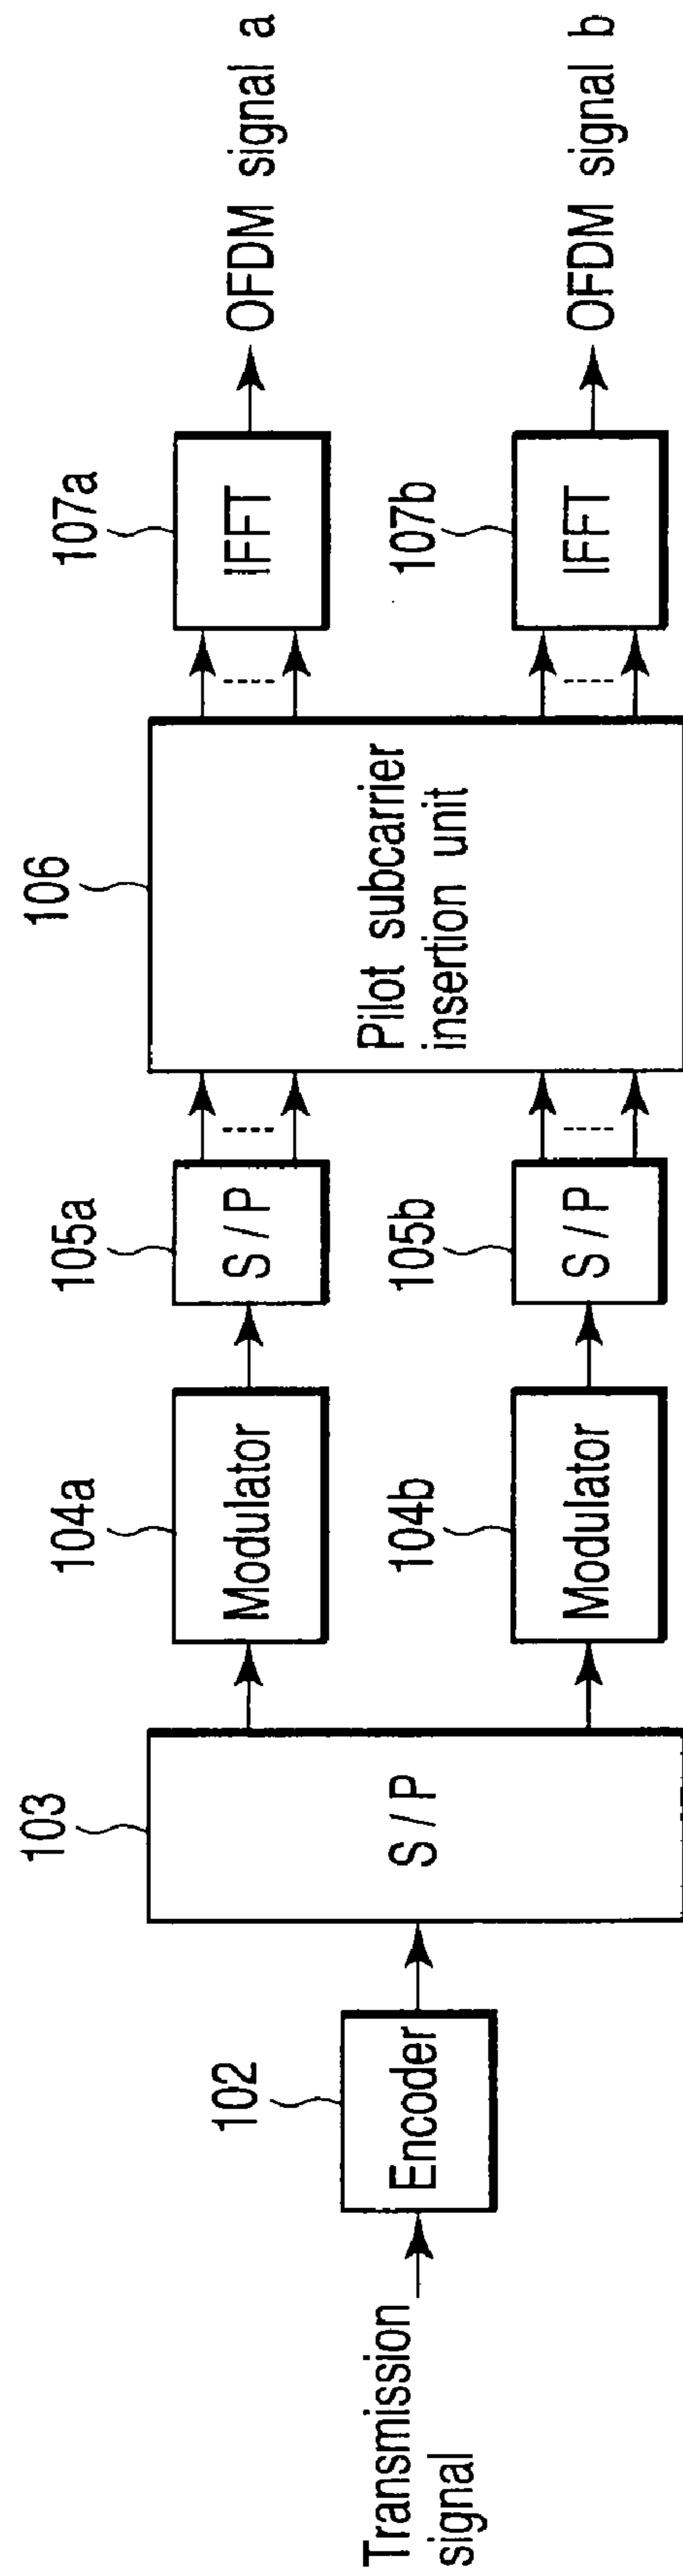 Transmission
signal
102
Encoder
103
S / P
104a
Modulator
104b
Modulator
105a
S / P
105b
S / P
106
Pilot subcarrier
insertion unit
107a
IFFT
107b
IFFT
OFDM signal a
OFDM signal b